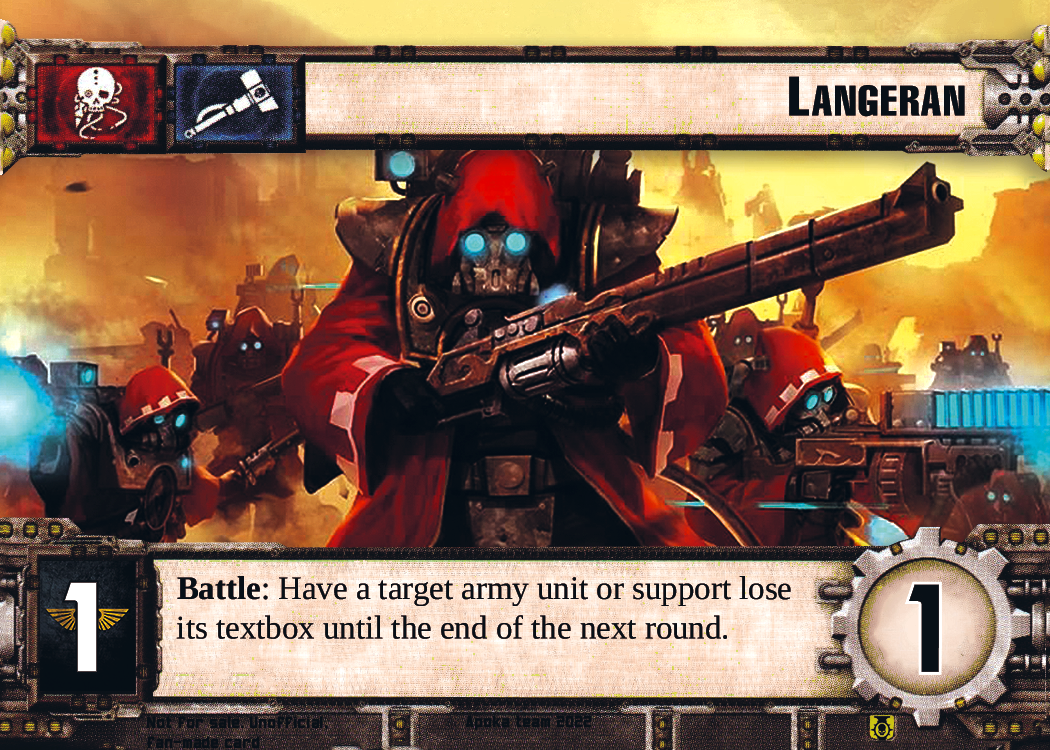 LANGERAN
Battle: Have a target army unit or support lose
its textbox until the end of the next round.
1
1
Not for sale. Unofficial.
Fan-made card
Apoka team 2022